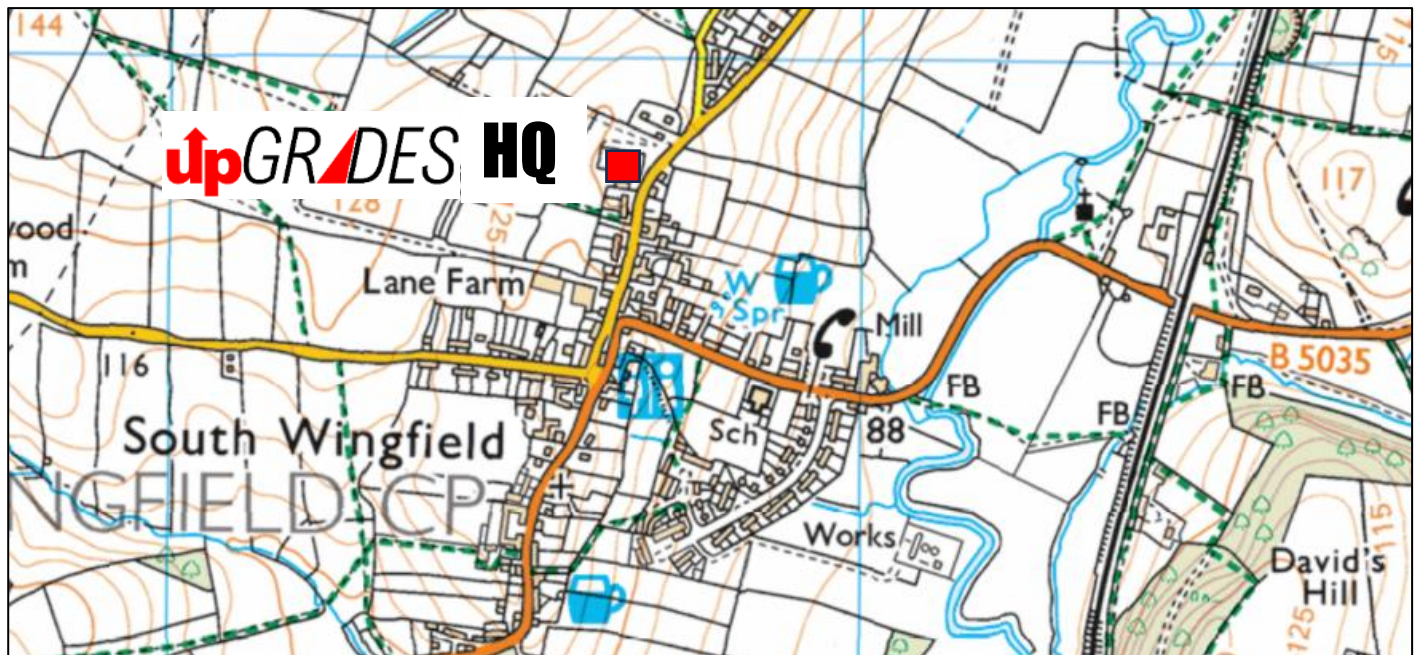 144
115
upGRADES HQ
117
128
125
wood
m
Lane Farm
W
Spr
Mill
116
B 5035
FB
FB
FB
South Wingfield
Sch
88
NGFIELD CP
Works
115
David's
Hill
125